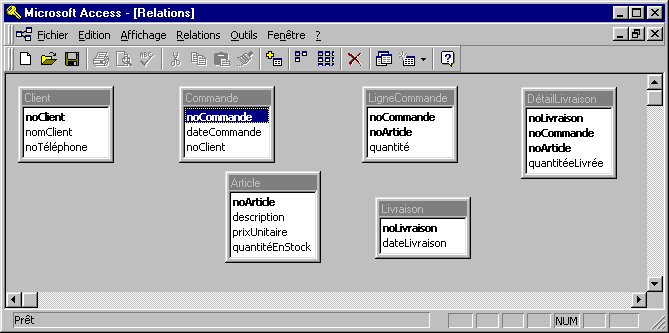 Microsoft Access - [Relations]
Fichier Edition Affichage Relations Outils Fenêtre ?
Client
noClient
nomClient
noTéléphone
Commande
noCommande
dateCommande
noClient
LigneCommande
noCommande
noArticle
quantité
DétailLivraison
noLivraison
noCommande
noArticle
quantitéeLivrée
Article
noArticle
description
prixUnitaire
quantitéEnStock
Livraison
noLivraison
dateLivraison
Prêt
NUM